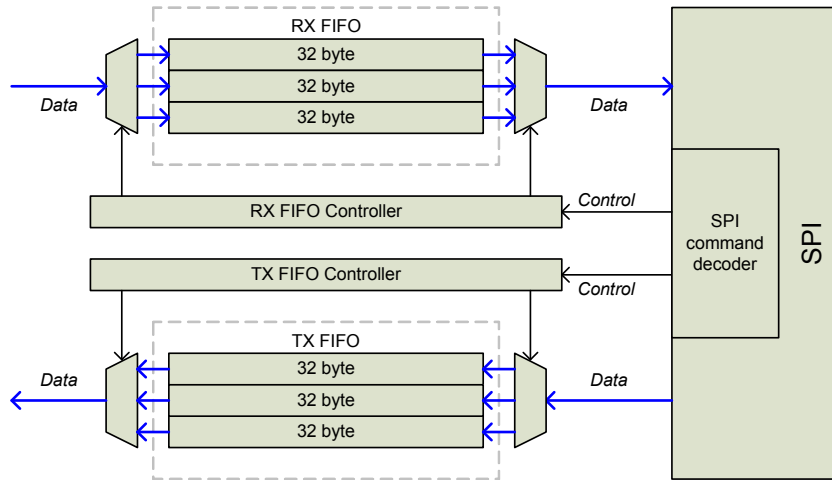 RX FIFO
32 byte
32 byte
32 byte
Data
Data
RX FIFO Controller
Control
SPI
command
decoder
SPI
TX FIFO Controller
Control
TX FIFO
32 byte
32 byte
32 byte
Data
Data